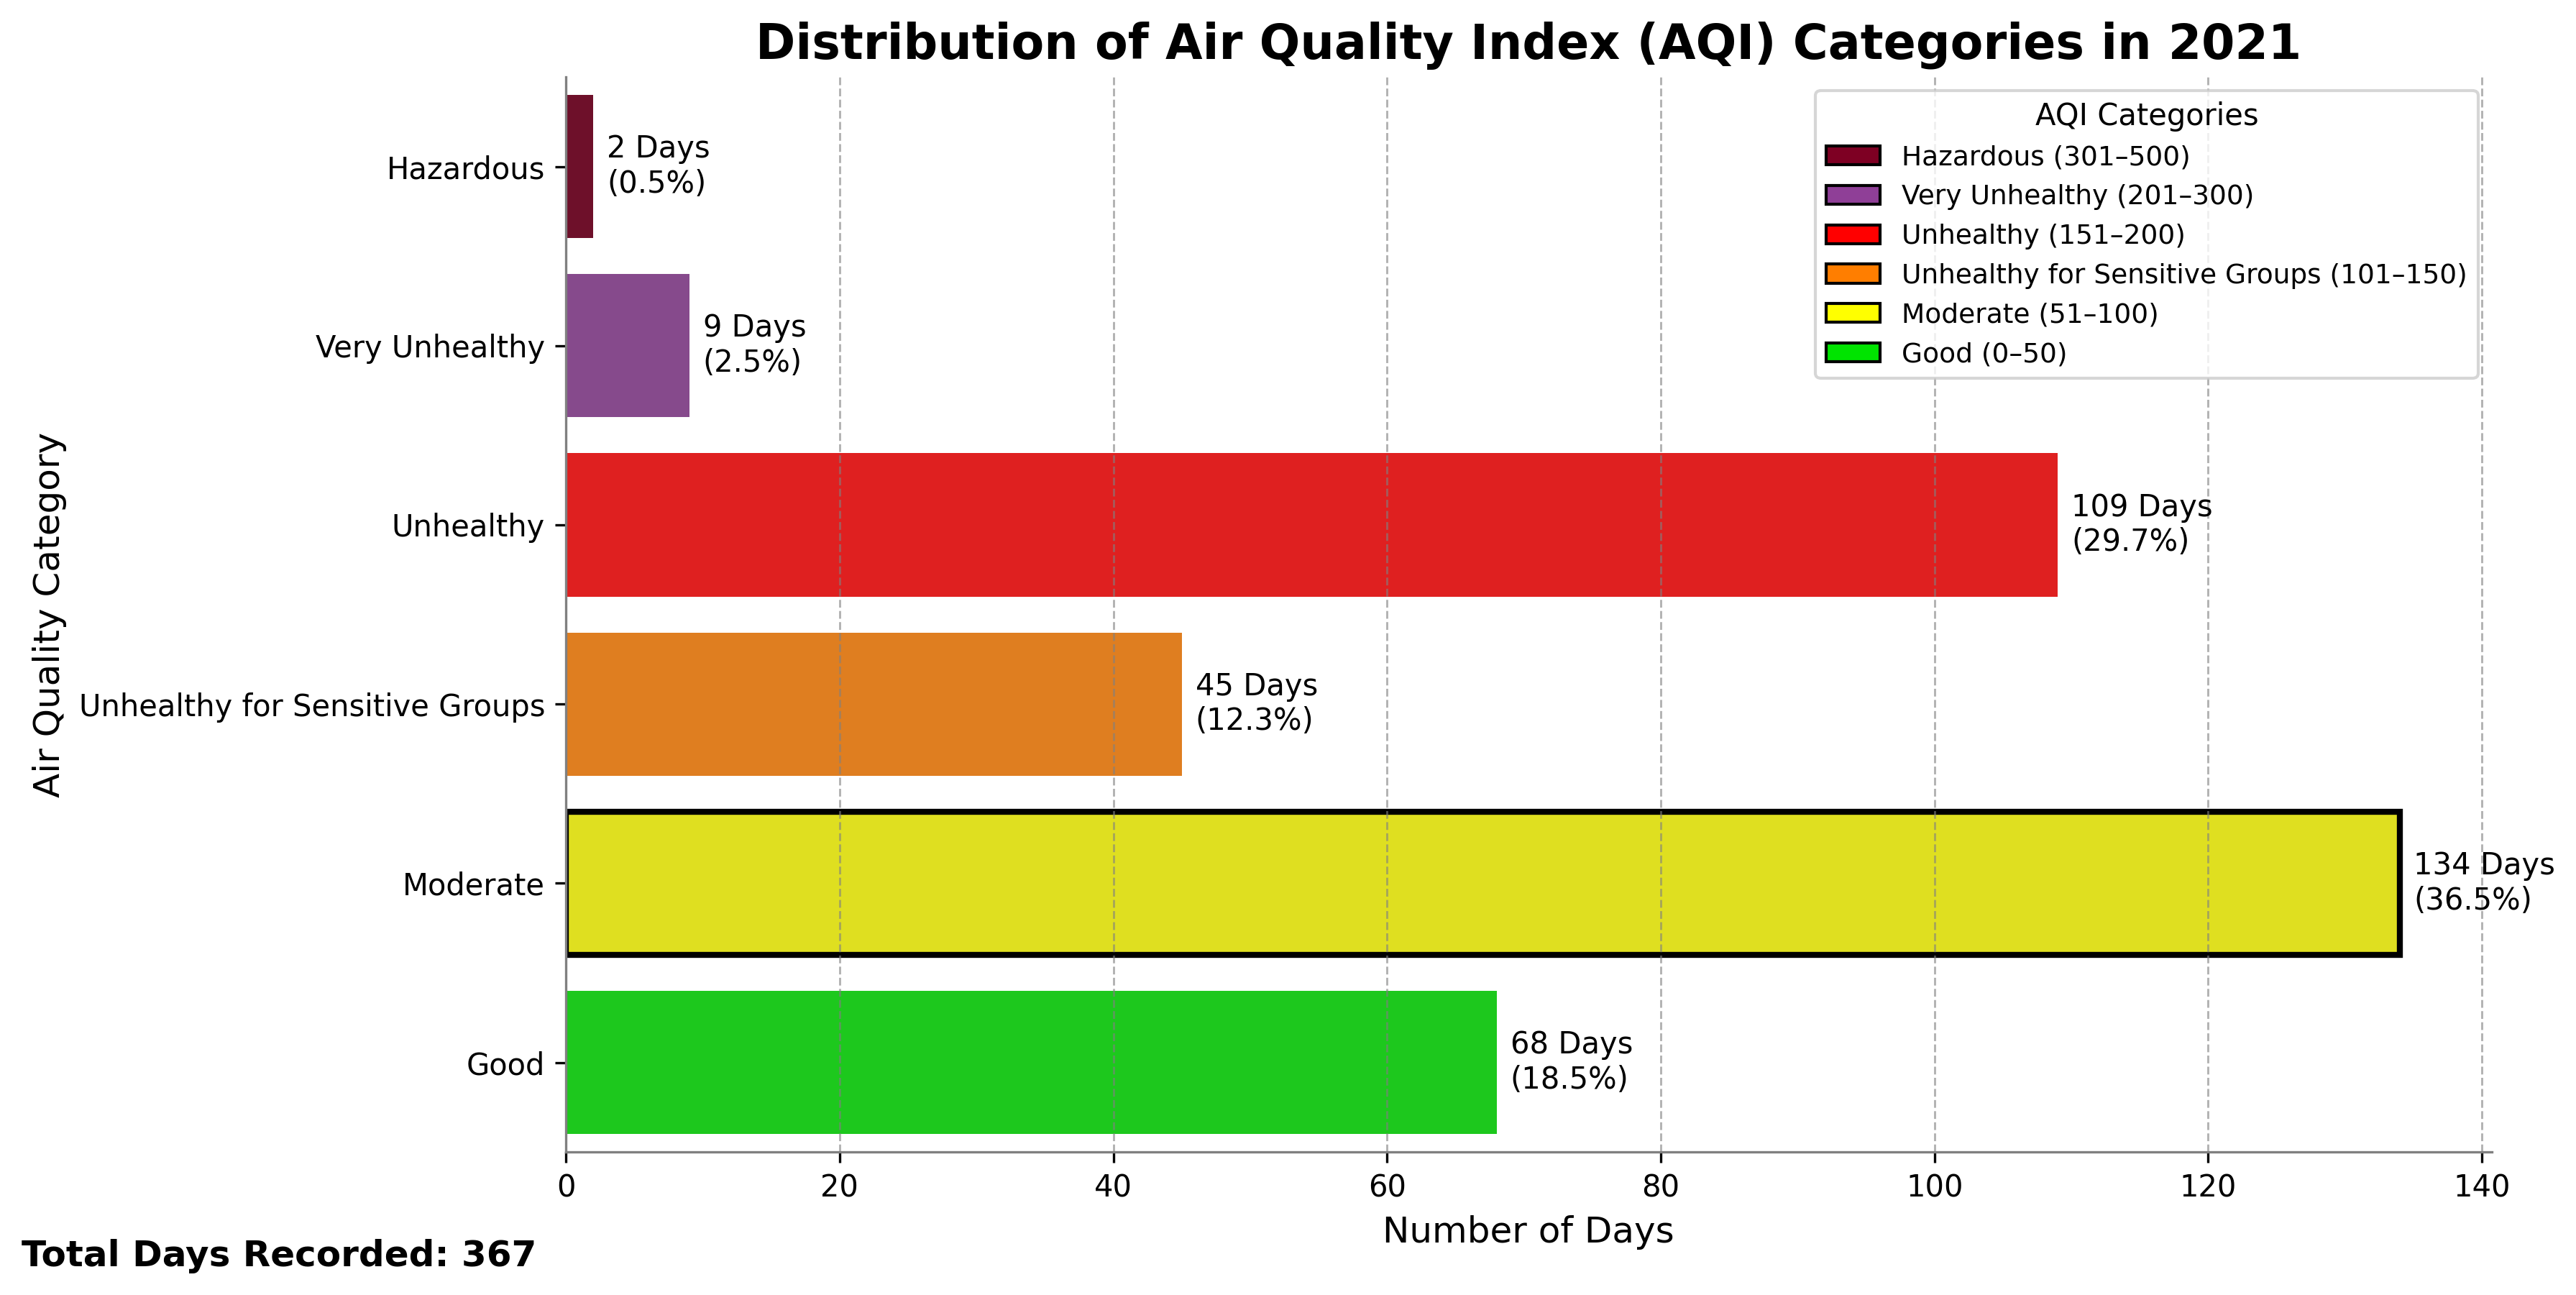 Distribution of Air Quality Index (AQI) Categories in 2021
AQI Categories
Hazardous (301–500)
Very Unhealthy (201–300)
Unhealthy (151–200)
Unhealthy for Sensitive Groups (101–150)
Moderate (51–100)
Good (0–50)
Air Quality Category
Hazardous
2 Days
(0.5%)
Very Unhealthy
9 Days
(2.5%)
Unhealthy
109 Days
(29.7%)
Unhealthy for Sensitive Groups
45 Days
(12.3%)
Moderate
134 Days
(36.5%)
Good
68 Days
(18.5%)
0 20 40 60 80 100 120 140
Number of Days
Total Days Recorded: 367